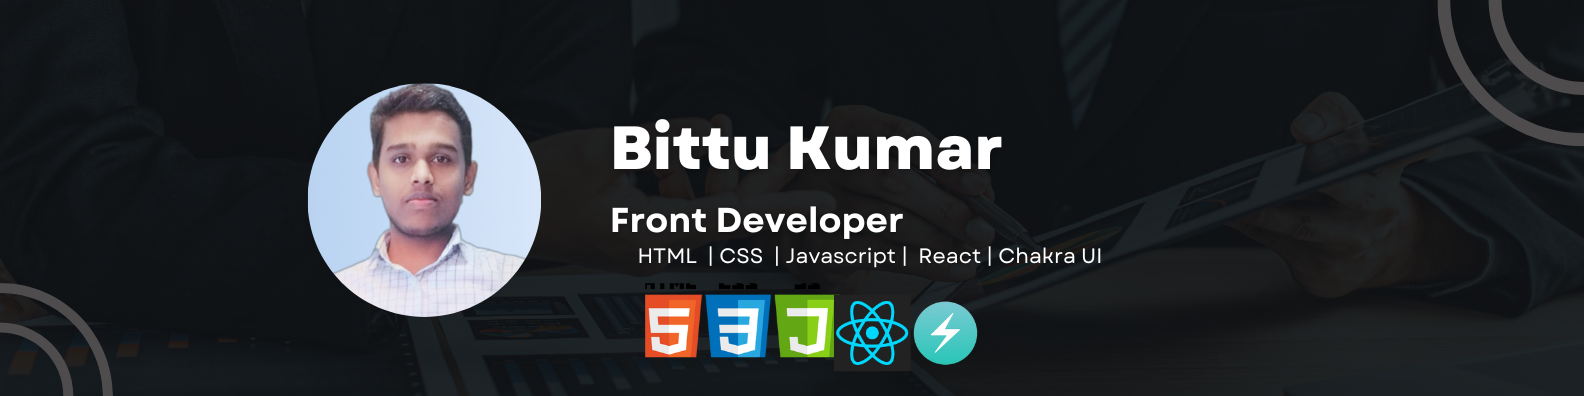 Bittu Kumar
Front Developer
HTML | CSS | Javascript | React | Chakra UI